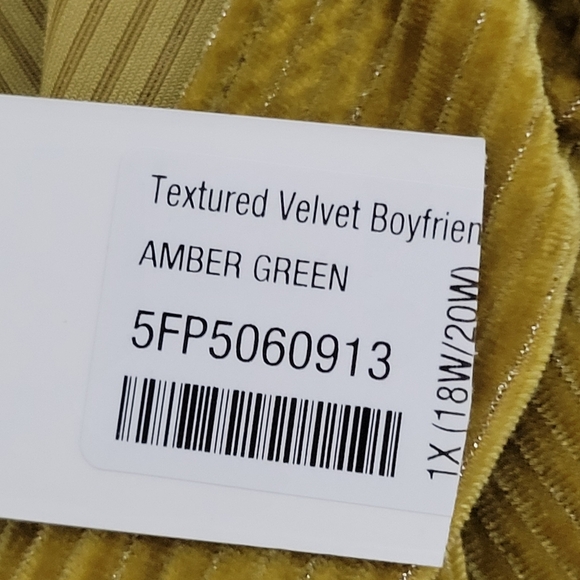 Textured Velvet Boyfrien
AMBER GREEN
5FP5060913
1X (18W/20W)